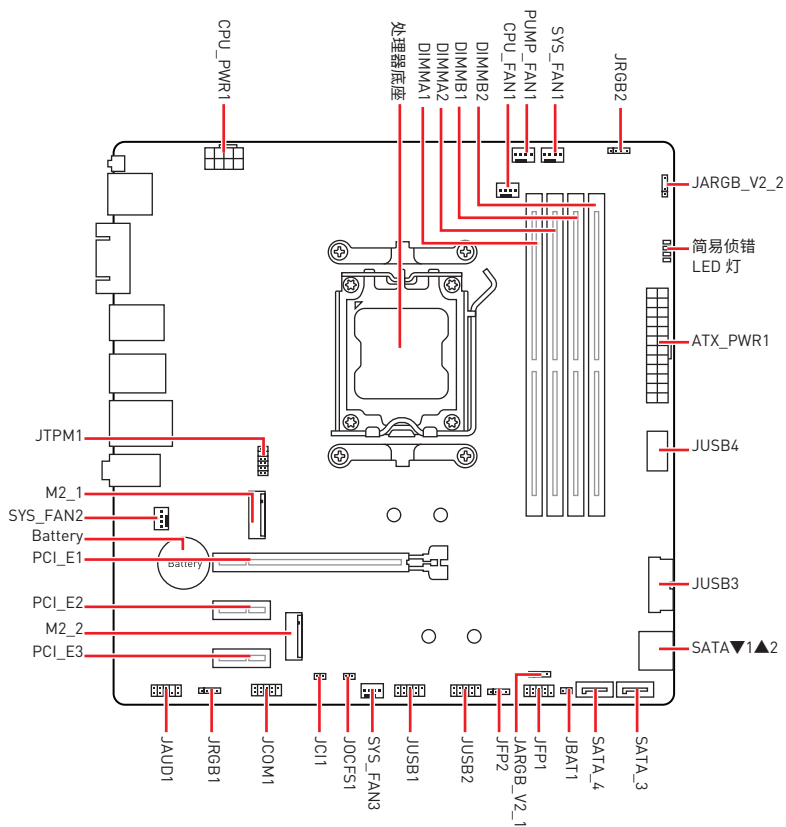 CPU_PWR1
处理器底座
DIMMA1
DIMMA2
DIMMB1
DIMMB2
CPU_FAN1
PUMP_FAN1
SYS_FAN1
JRGB2
JARGB_V2_2
简易侦错
LED 灯
ATX_PWR1
JUSB4
JUSB3
SATA▼1▲2
JTPM1
M2_1
SYS_FAN2
Battery
Battery
PCI_E1
PCI_E2
M2_2
PCI_E3
JAUD1
JRGB1
JCOM1
JCI1
JOCFS1
SYS_FAN3
JUSB1
JUSB2
JFP2
JARGB_V2_1
JFP1
JBAT1
SATA_4
SATA_3